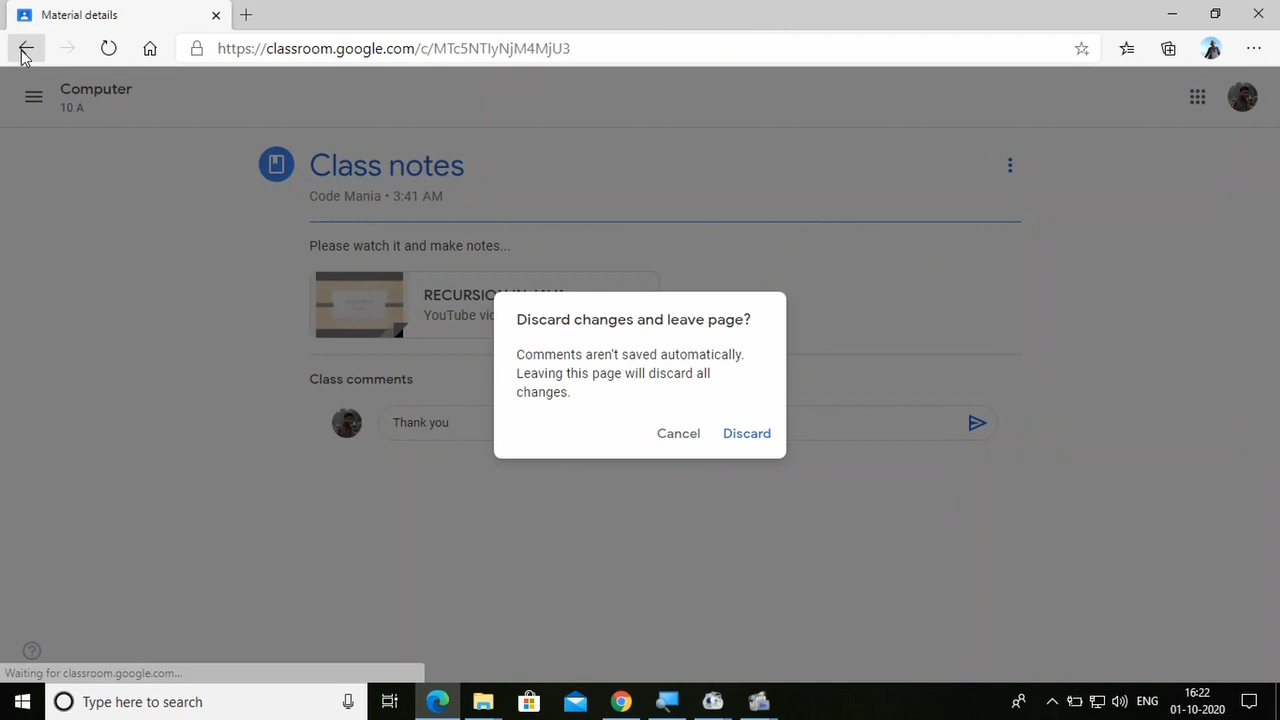 Material details
https://classroom.google.com/c/MTc5NTIyNjM4MjU3
Computer
10 A
Class notes
Code Mania • 3:41 AM
Please watch it and make notes...
RECURSION IN JAVA
YouTube vid
Discard changes and leave page?
Comments aren't saved automatically.
Leaving this page will discard all
changes.
Cancel
Discard
Class comments
Thank you
Waiting for classroom.google.com...
Type here to search
ENG
16:22
01-10-2020